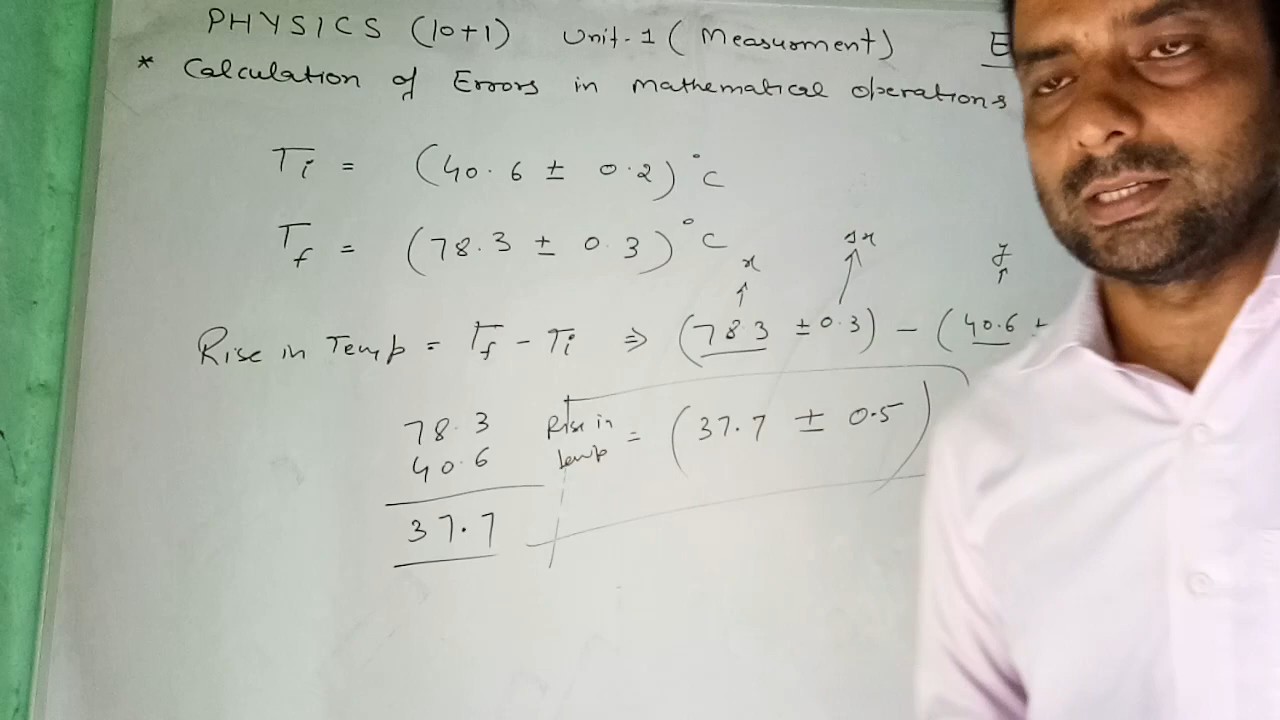 PHYSICS (10+1) Unit-1 (Measurment) E
* Calculation of Errors in mathematical operations
Ti = (40.6 ± 0.2) °C
Tf = (78.3 ± 0.3) °C
x Δx y
Rise in Temp = Tf - Ti ⇒ (78.3 ± 0.3) - (40.6 ±
78.3
40.6
37.7
Rise in temp = (37.7 ± 0.5)